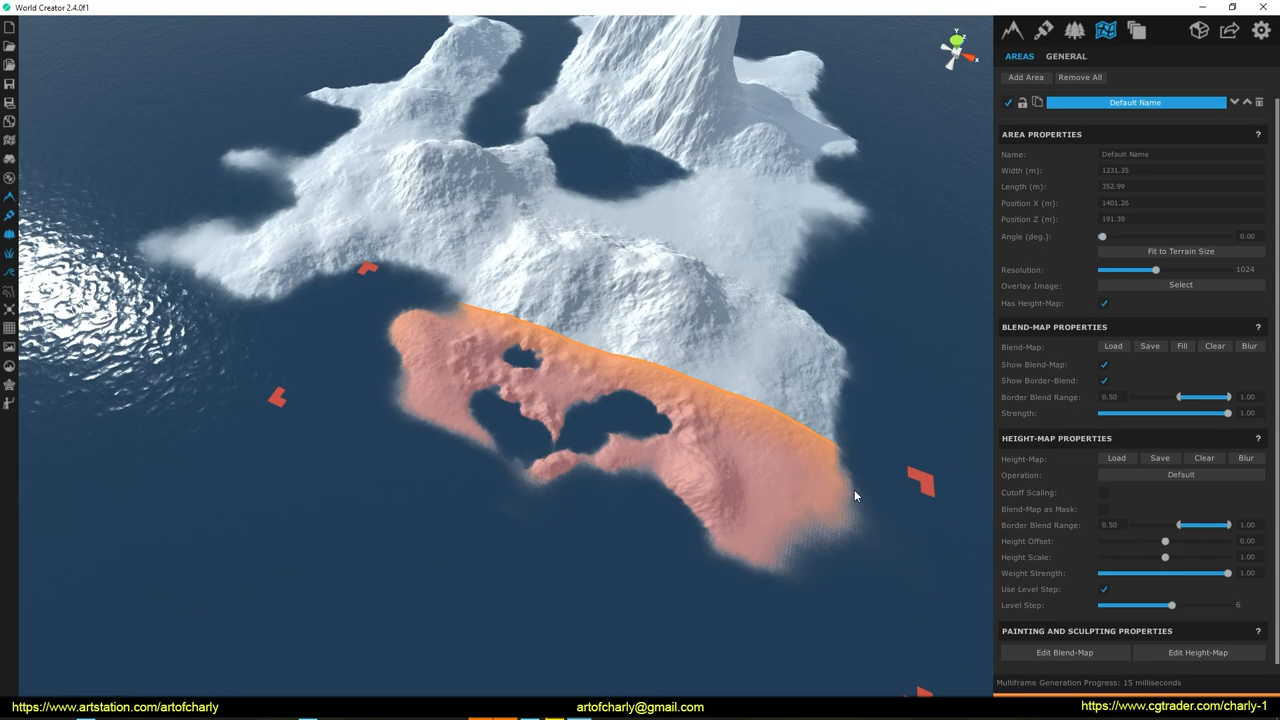 World Creator 2.4.0f1
Y
Z
X
AREAS GENERAL
Add Area Remove All
Default Name
AREA PROPERTIES ?
Name: Default Name
Width (m): 1231.35
Length (m): 352.99
Position X (m): 1401.26
Position Z (m): 191.39
Angle (deg.): 0.00
Fit to Terrain Size
Resolution: 1024
Overlay Image: Select
Has Height-Map:
BLEND-MAP PROPERTIES ?
Blend-Map: Load Save Fill Clear Blur
Show Blend-Map:
Show Border-Blend:
Border Blend Range: 0.50 1.00
Strength: 1.00
HEIGHT-MAP PROPERTIES ?
Height-Map: Load Save Clear Blur
Operation: Default
Cutoff Scaling:
Blend-Map as Mask:
Border Blend Range: 0.50 1.00
Height Offset: 0.00
Height Scale: 1.00
Weight Strength: 1.00
Use Level Step:
Level Step: 6
PAINTING AND SCULPTING PROPERTIES ?
Edit Blend-Map Edit Height-Map
Multiframe Generation Progress: 15 milliseconds
https://www.artstation.com/artofcharly artofcharly@gmail.com https://www.cgtrader.com/charly-1